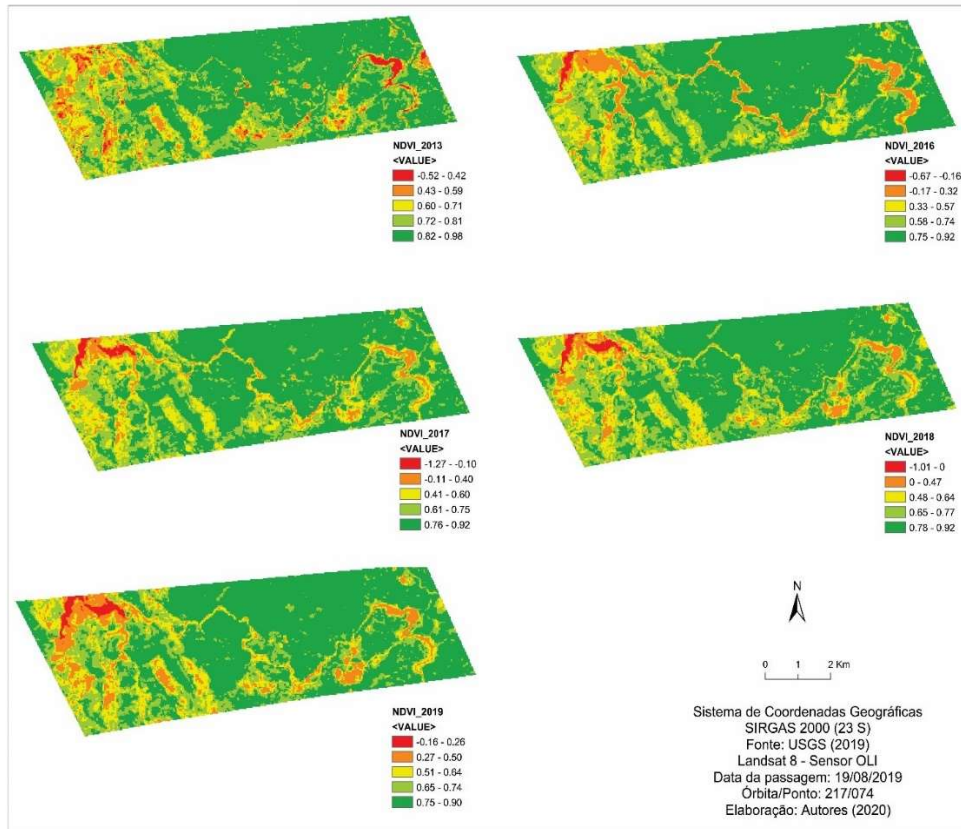 NDVI_2013
<VALUE>
-0.52 - 0.42
0.43 - 0.59
0.60 - 0.71
0.72 - 0.81
0.82 - 0.98
NDVI_2016
<VALUE>
-0.67 - -0.16
-0.17 - 0.32
0.33 - 0.57
0.58 - 0.74
0.75 - 0.92
NDVI_2017
<VALUE>
-1.27 - -0.10
-0.11 - 0.40
0.41 - 0.60
0.61 - 0.75
0.76 - 0.92
NDVI_2018
<VALUE>
-1.01 - 0
0 - 0.47
0.48 - 0.64
0.65 - 0.77
0.78 - 0.92
NDVI_2019
<VALUE>
-0.16 - 0.26
0.27 - 0.50
0.51 - 0.64
0.65 - 0.74
0.75 - 0.90
N
0 1 2 Km
Sistema de Coordenadas Geográficas
SIRGAS 2000 (23 S)
Fonte: USGS (2019)
Landsat 8 - Sensor OLI
Data da passagem: 19/08/2019
Órbita/Ponto: 217/074
Elaboração: Autores (2020)